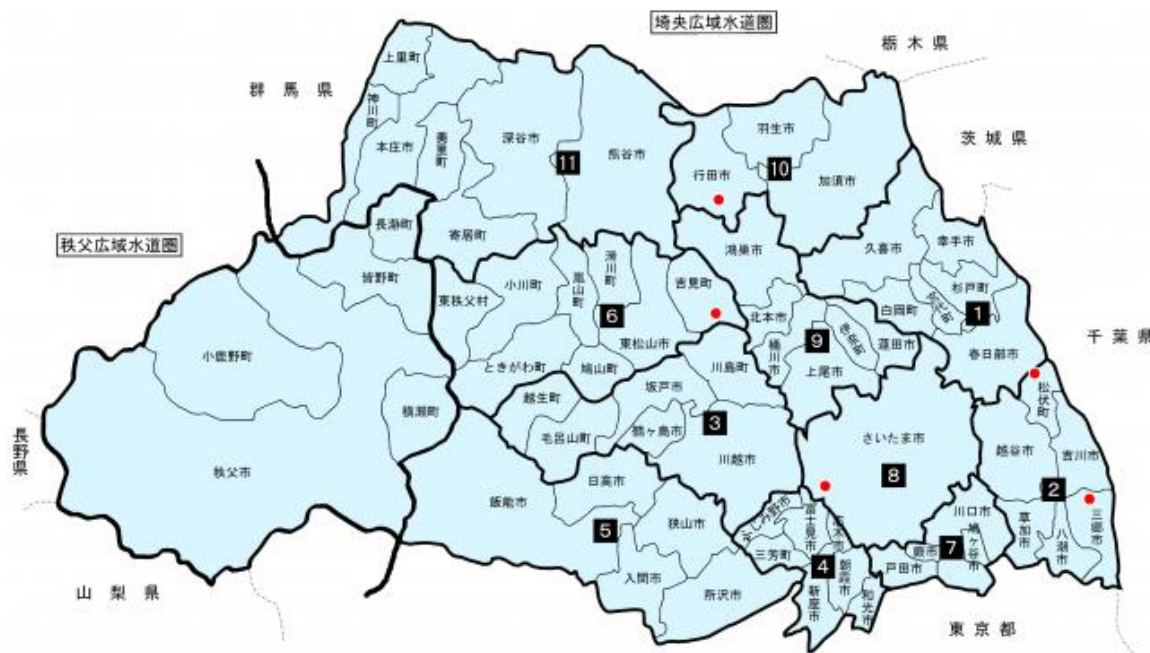 埼央広域水道圏
栃木県
群馬県
茨城県
上里町
神川町
本庄市
美里町
深谷市
11
熊谷市
羽生市
行田市
10
加須市
長瀞町
寄居町
秩父広域水道圏
皆野町
東秩父村
小川町
嵐山町
滑川町
吉見町
鴻巣市
久喜市
幸手市
杉戸町
1
白岡町
北本市
6
東松山市
桶川市
9
蓮田市
上尾市
春日部市
千葉県
小鹿野町
ときがわ町
鳩山町
川島町
松伏町
横瀬町
越生町
坂戸市
毛呂山町
鶴ヶ島市
3
川越市
さいたま市
8
越谷市
吉川市
2
長野県
秩父市
飯能市
日高市
5
狭山市
入間市
所沢市
ふじみ野市
富士見市
志木市
三芳町
4
朝霞市
新座市
和光市
川口市
鳩ヶ谷市
7
蕨市
戸田市
草加市
八潮市
三郷市
山梨県
東京都